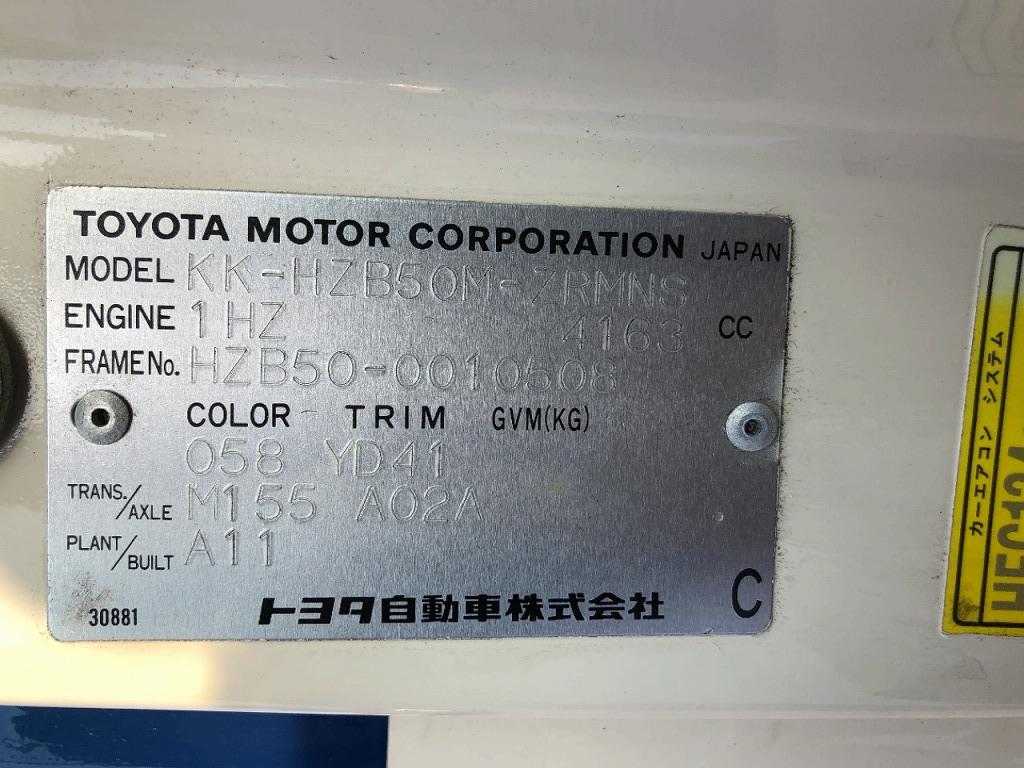 TOYOTA MOTOR CORPORATION JAPAN
MODEL KK-HZB50M-ZRMNS
ENGINE 1HZ 4163 CC
FRAME No. HZB50-0010508
COLOR TRIM GVM(KG)
058 YD41
TRANS./AXLE M155 A02A
PLANT/BUILT A11
30881 トヨタ自動車株式会社 C
カーエアコン システム